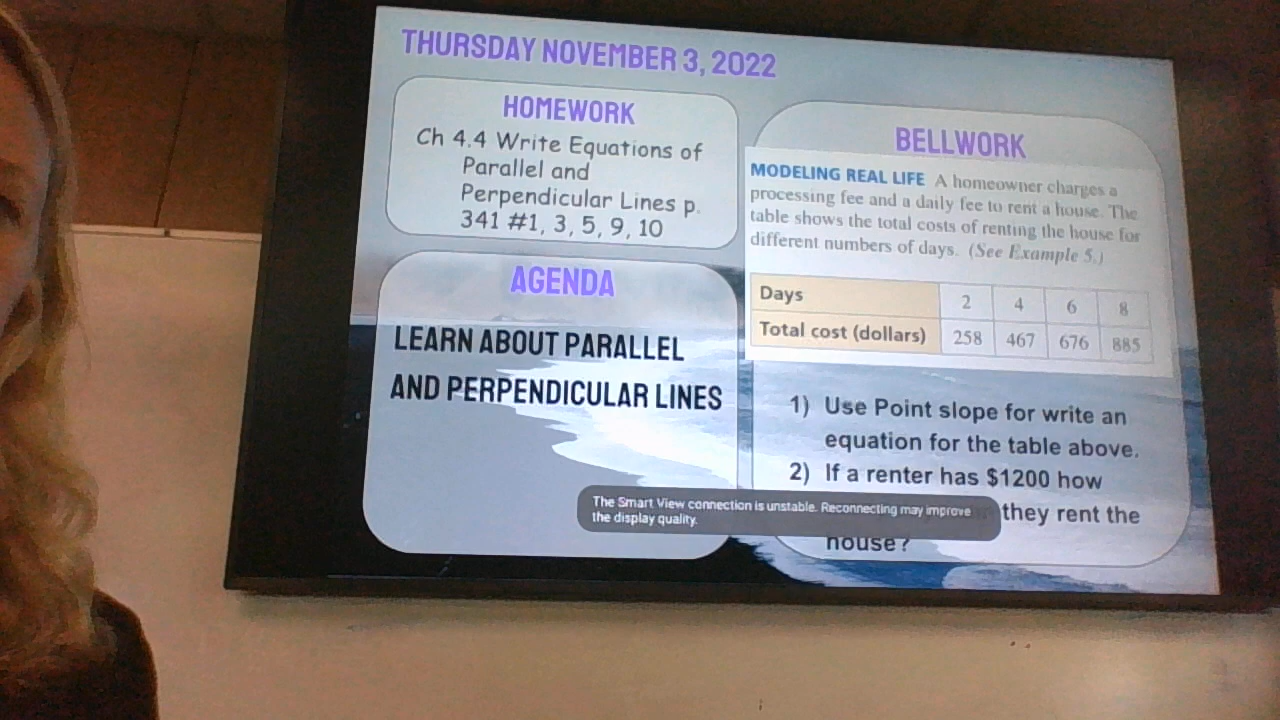 THURSDAY NOVEMBER 3, 2022
HOMEWORK
Ch 4.4 Write Equations of
Parallel and
Perpendicular Lines p.
341 #1, 3, 5, 9, 10
AGENDA
LEARN ABOUT PARALLEL
AND PERPENDICULAR LINES
BELLWORK
MODELING REAL LIFE A homeowner charges a
processing fee and a daily fee to rent a house. The
table shows the total costs of renting the house for
different numbers of days. (See Example 5.)
Days 2 4 6 8
Total cost (dollars) 258 467 676 885
1) Use Point slope for write an
equation for the table above.
2) If a renter has $1200 how
they rent the
house?
The Smart View connection is unstable. Reconnecting may improve
the display quality.